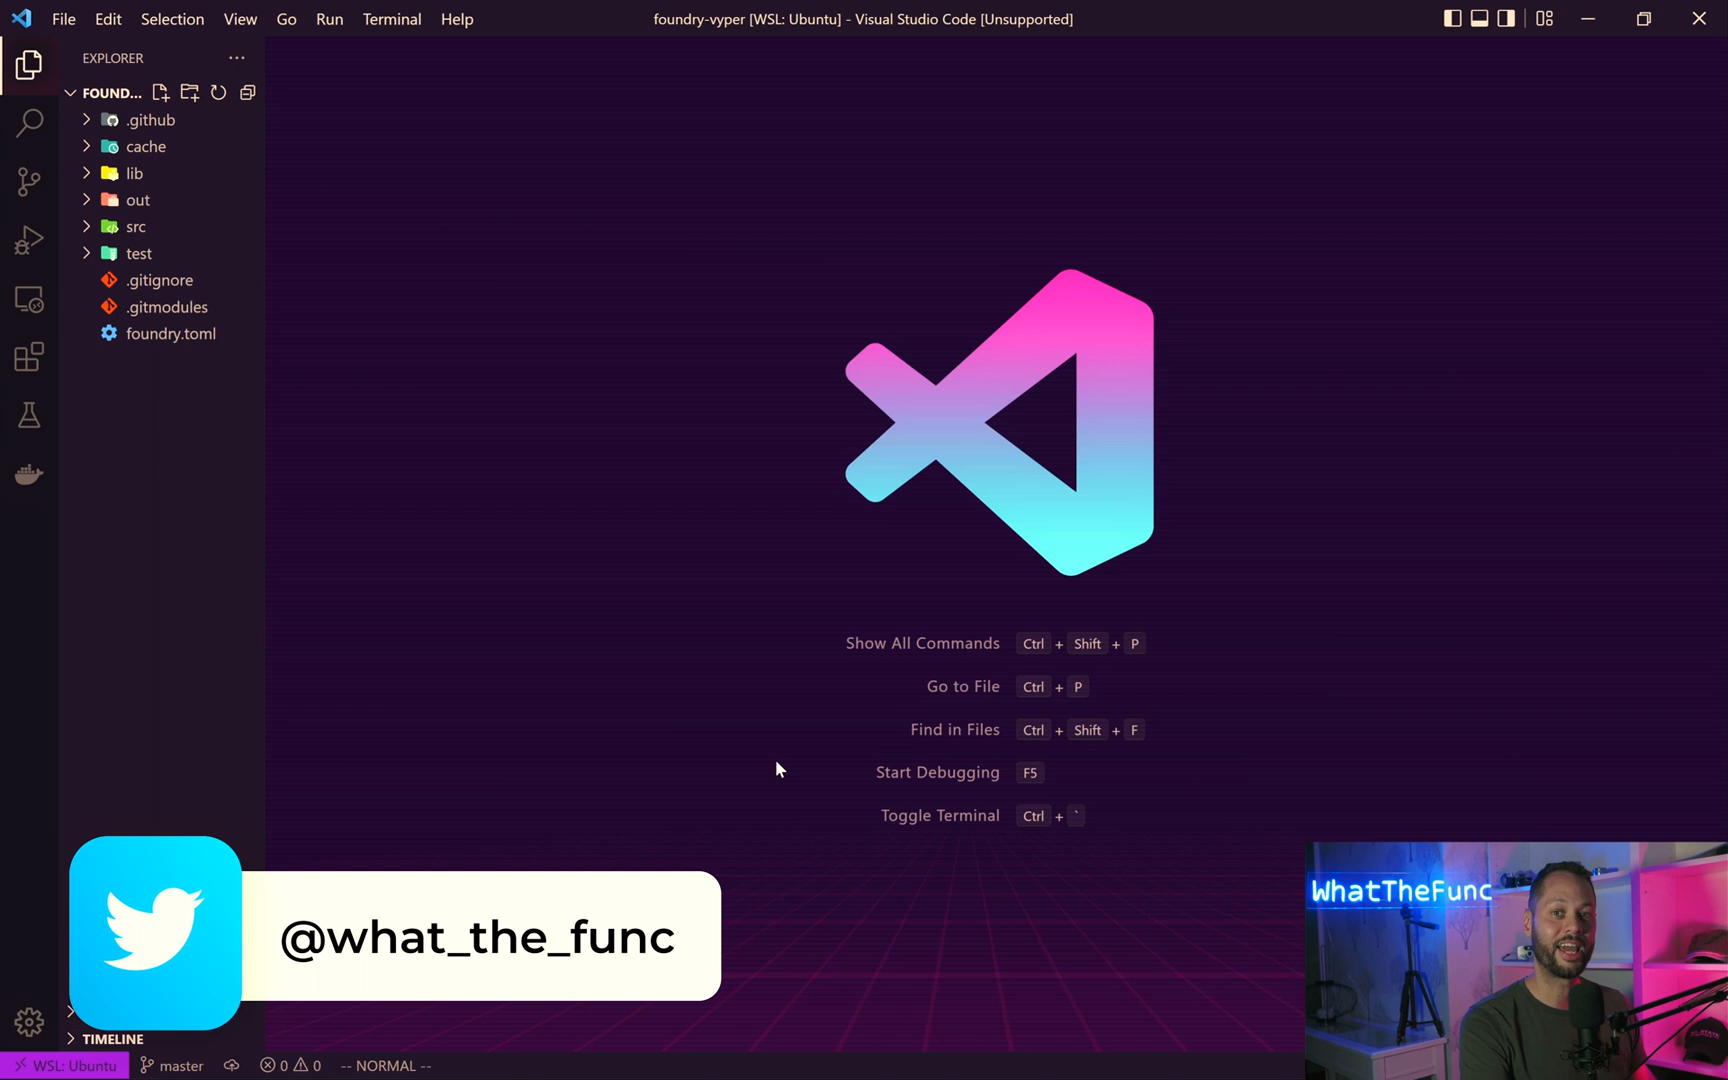 File Edit Selection View Go Run Terminal Help
foundry-vyper [WSL: Ubuntu] - Visual Studio Code [Unsupported]
EXPLORER
FOUND...
.github
cache
lib
out
src
test
.gitignore
.gitmodules
foundry.toml
Show All Commands Ctrl + Shift + P
Go to File Ctrl + P
Find in Files Ctrl + Shift + F
Start Debugging F5
Toggle Terminal Ctrl + `
@what_the_func
WhatTheFunc
TIMELINE
WSL: Ubuntu master 0 0 -- NORMAL --